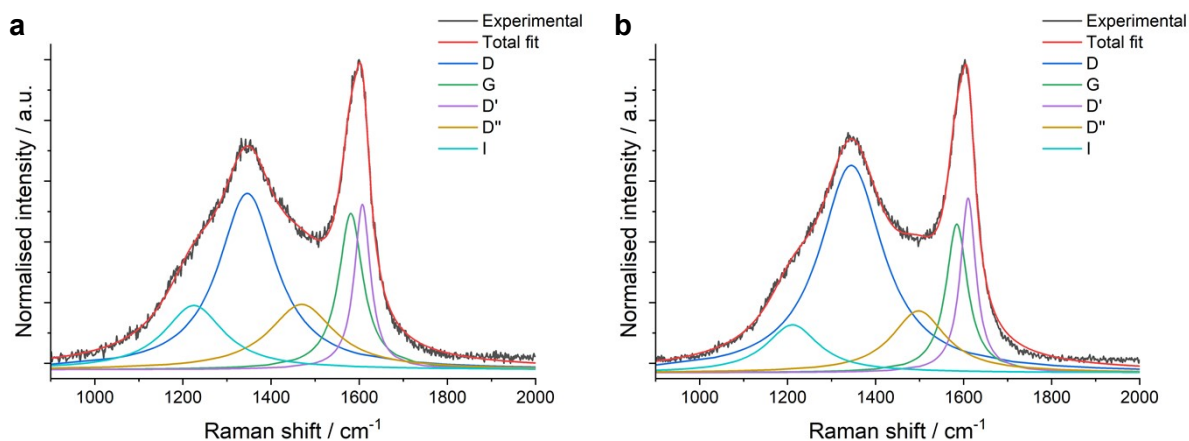 a
Experimental
Total fit
D
G
D'
D"
I
Normalised intensity / a.u.
1000 1200 1400 1600 1800 2000
Raman shift / cm⁻¹
b
Experimental
Total fit
D
G
D'
D"
I
Normalised intensity / a.u.
1000 1200 1400 1600 1800 2000
Raman shift / cm⁻¹